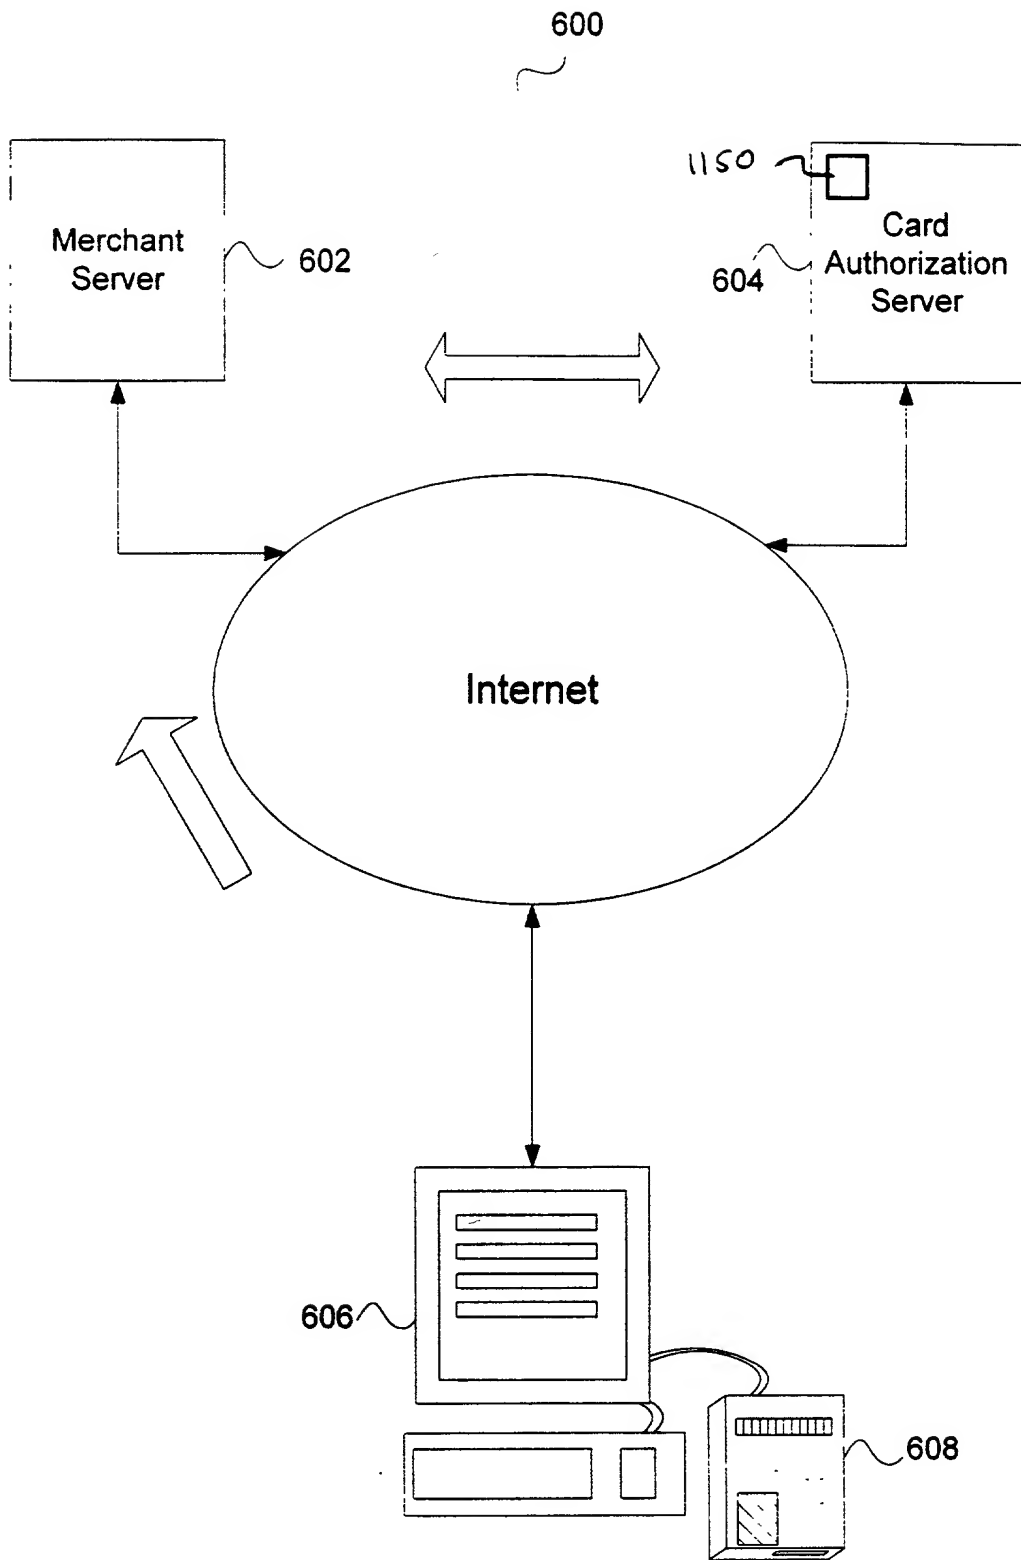 600
1150
Merchant
Server
602
604
Card
Authorization
Server
Internet
606
608